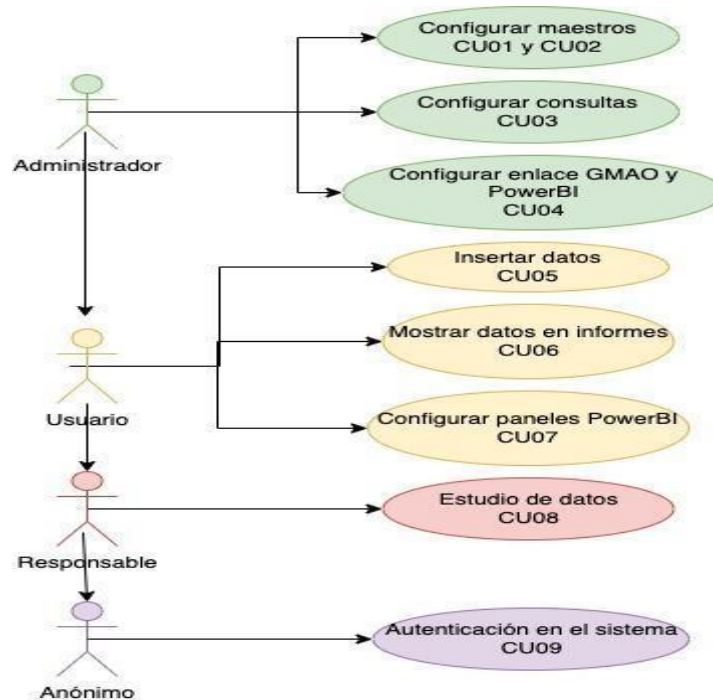 Configurar maestros
CU01 y CU02
Configurar consultas
CU03
Administrador
Configurar enlace GMAO y
PowerBI
CU04
Insertar datos
CU05
Mostrar datos en informes
CU06
Usuario
Configurar paneles PowerBI
CU07
Estudio de datos
CU08
Responsable
Autenticación en el sistema
CU09
Anónimo